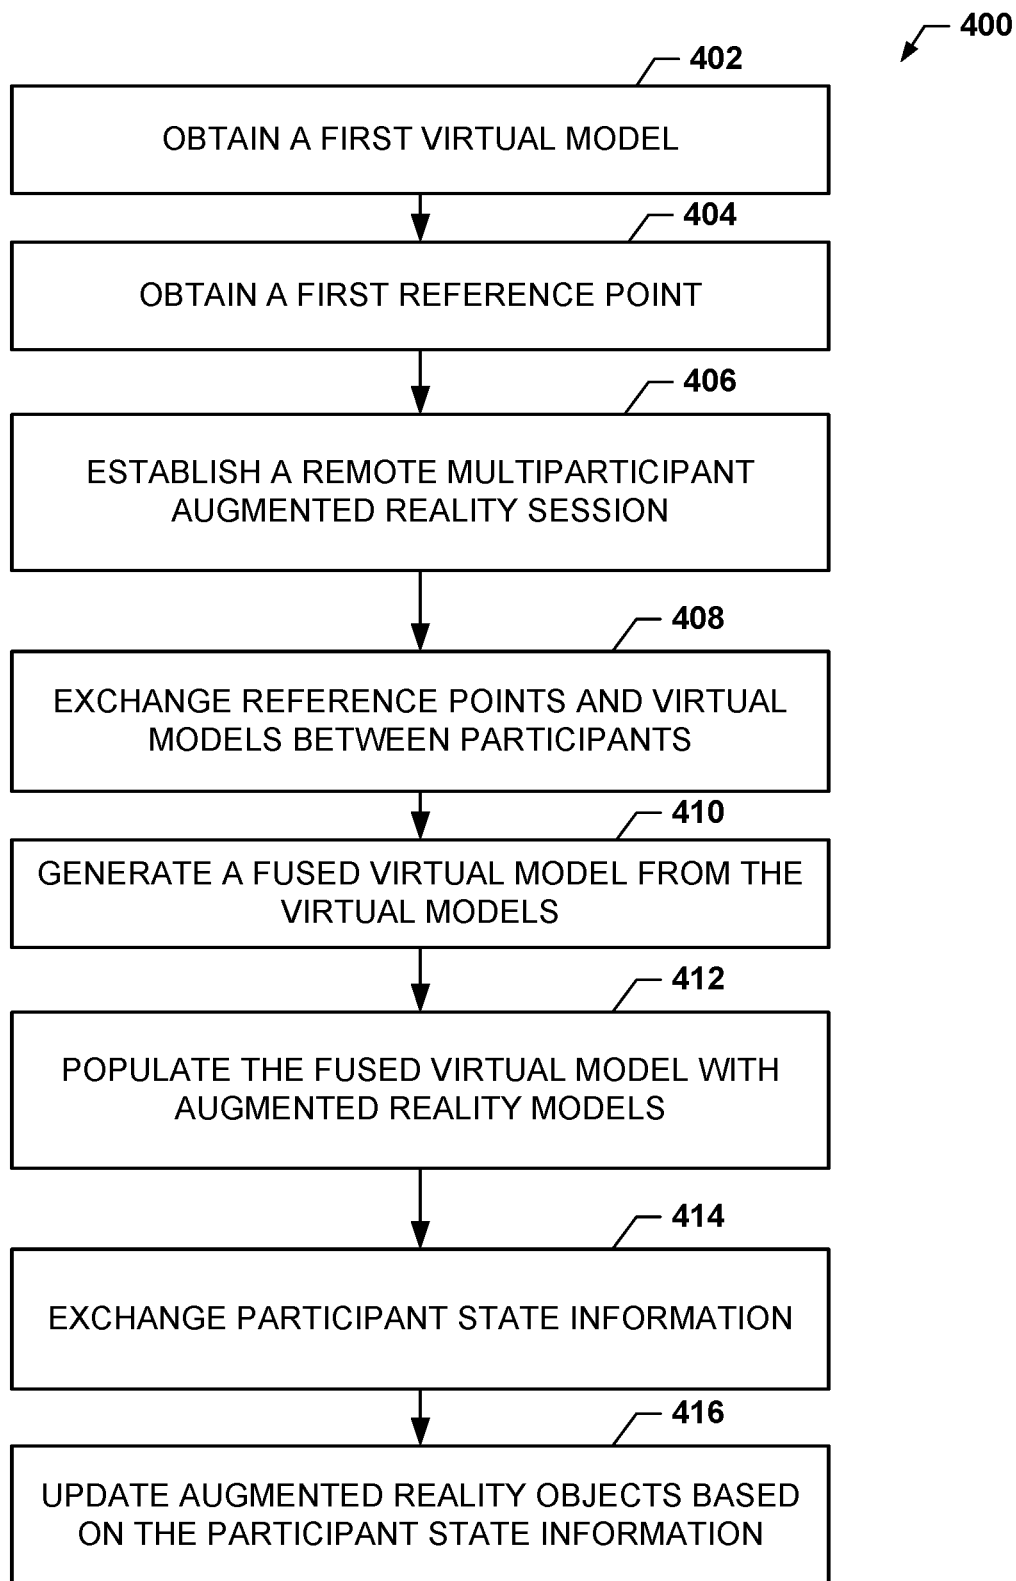 400
402
OBTAIN A FIRST VIRTUAL MODEL
404
OBTAIN A FIRST REFERENCE POINT
406
ESTABLISH A REMOTE MULTIPARTICIPANT
AUGMENTED REALITY SESSION
408
EXCHANGE REFERENCE POINTS AND VIRTUAL
MODELS BETWEEN PARTICIPANTS
410
GENERATE A FUSED VIRTUAL MODEL FROM THE
VIRTUAL MODELS
412
POPULATE THE FUSED VIRTUAL MODEL WITH
AUGMENTED REALITY MODELS
414
EXCHANGE PARTICIPANT STATE INFORMATION
416
UPDATE AUGMENTED REALITY OBJECTS BASED
ON THE PARTICIPANT STATE INFORMATION